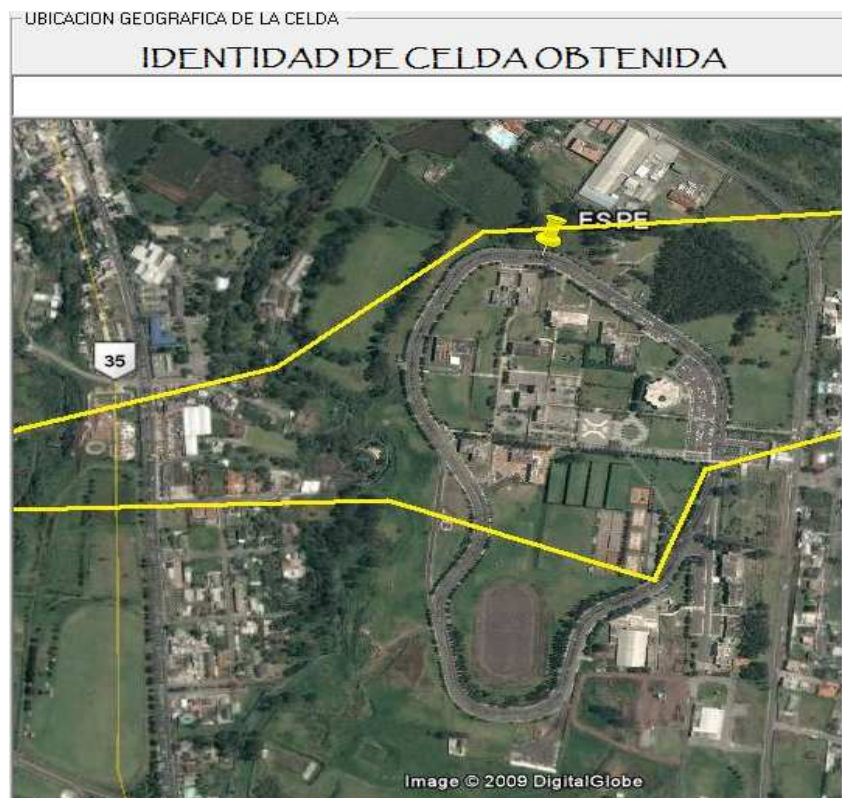 UBICACION GEOGRAFICA DE LA CELDA
IDENTIDAD DE CELDA OBTENIDA
ESPE
35
Image © 2009 DigitalGlobe